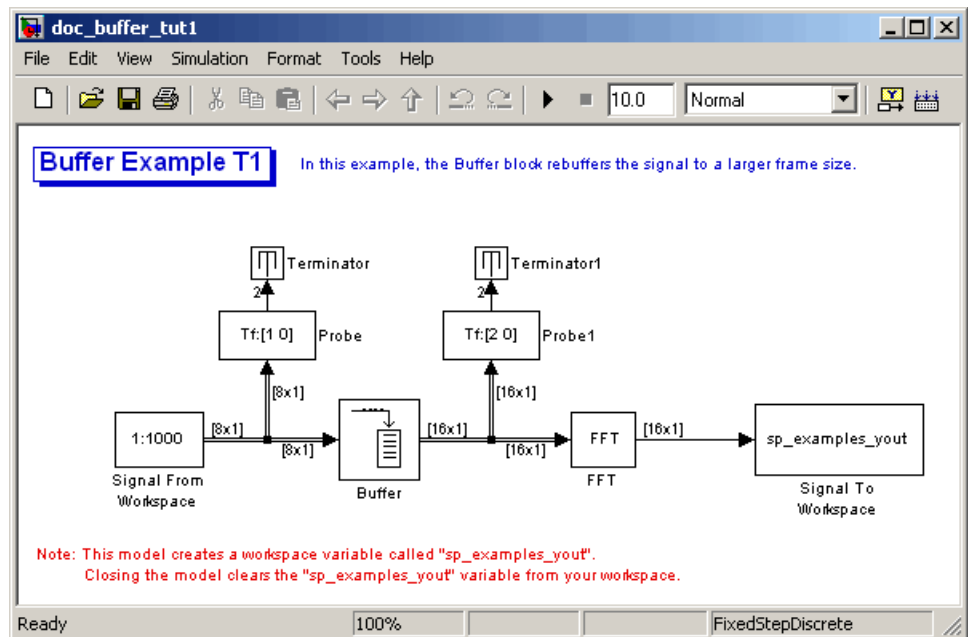 doc_buffer_tut1
File Edit View Simulation Format Tools Help
10.0 Normal
Buffer Example T1
In this example, the Buffer block rebuffers the signal to a larger frame size.
Terminator
Terminator1
2
2
Tf:[1 0]
Probe
Tf:[2 0]
Probe1
[8x1]
[16x1]
1:1000
[8x1]
[8x1]
[16x1]
[16x1]
FFT
[16x1]
sp_examples_yout
Signal From
Workspace
Buffer
FFT
Signal To
Workspace
Note: This model creates a workspace variable called "sp_examples_yout".
Closing the model clears the "sp_examples_yout" variable from your workspace.
Ready 100% FixedStepDiscrete